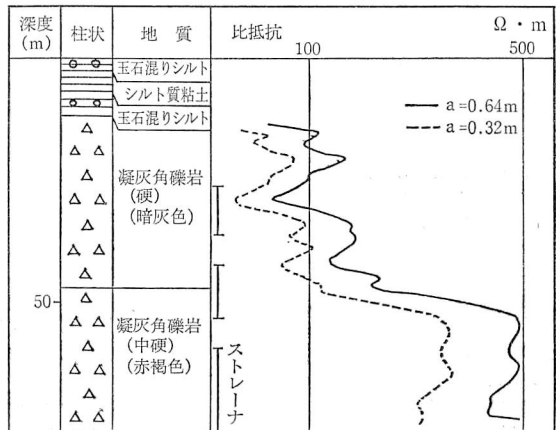 深度
(m)
柱状
地　質
比抵抗
Ω・m
100
500
玉石混りシルト
シルト質粘土
玉石混りシルト
a=0.64m
a=0.32m
凝灰角礫岩
(硬)
(暗灰色)
50
凝灰角礫岩
(中硬)
(赤褐色)
ストレーナ